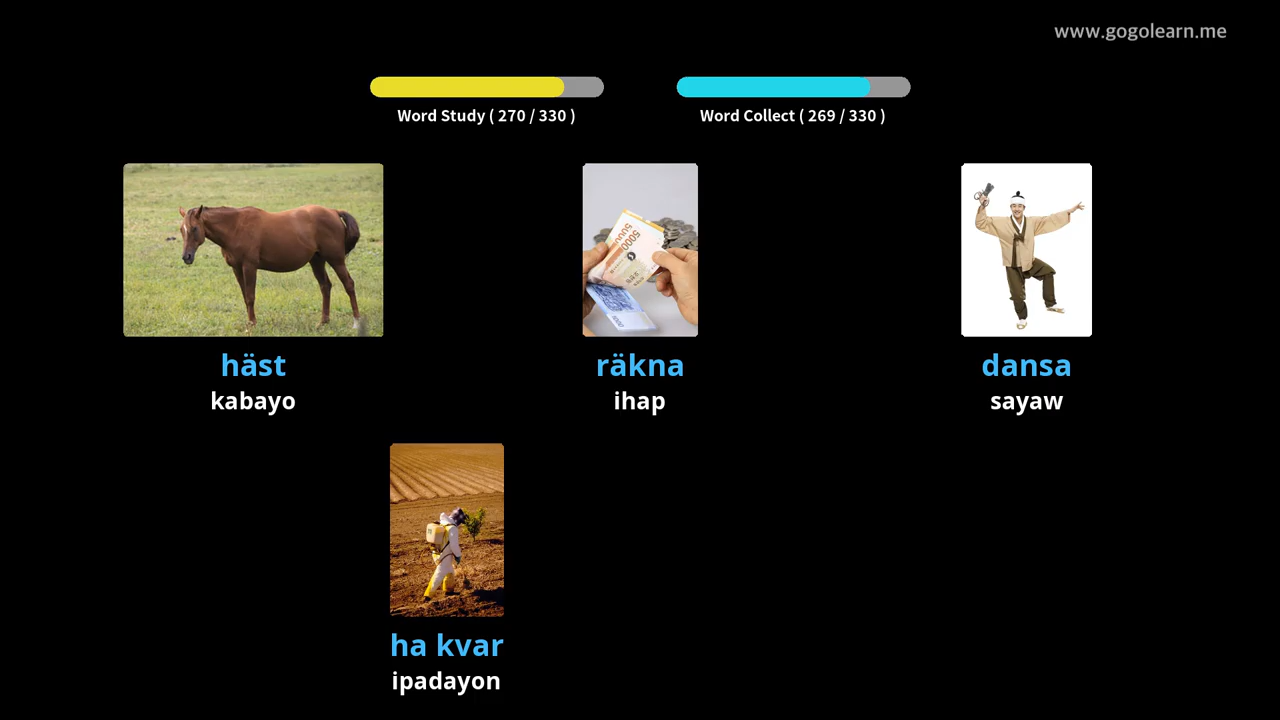 www.gogolearn.me
Word Study ( 270 / 330 )
Word Collect ( 269 / 330 )
häst
kabayo
räkna
ihap
dansa
sayaw
ha kvar
ipadayon